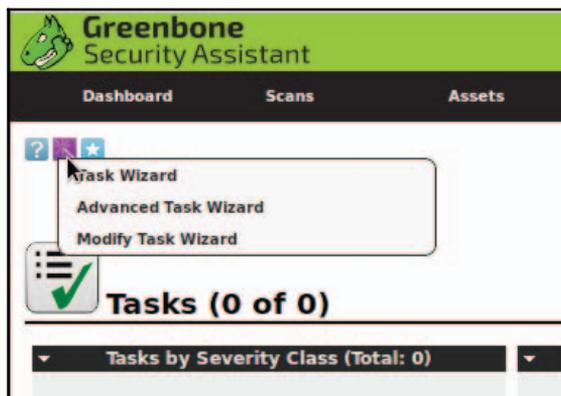 Greenbone
Security Assistant
Dashboard Scans Assets
?
Task Wizard
Advanced Task Wizard
Modify Task Wizard
Tasks (0 of 0)
Tasks by Severity Class (Total: 0)